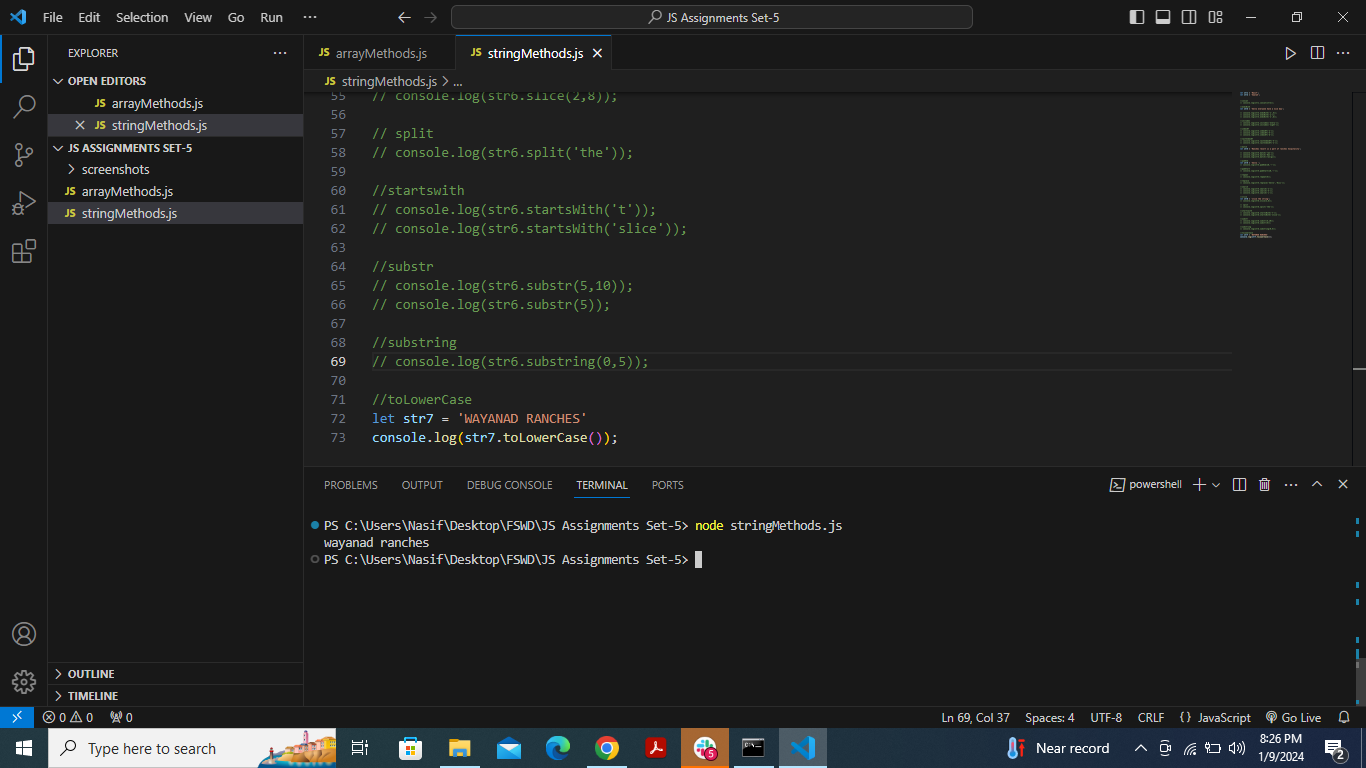 File Edit Selection View Go Run ···
JS Assignments Set-5
EXPLORER ···
OPEN EDITORS
JS arrayMethods.js
JS stringMethods.js
JS ASSIGNMENTS SET-5
screenshots
JS arrayMethods.js
JS stringMethods.js
OUTLINE
TIMELINE
JS arrayMethods.js JS stringMethods.js
JS stringMethods.js > ...
55 // console.log(str6.slice(2,8));
56
57 // split
58 // console.log(str6.split('the'));
59
60 //startswith
61 // console.log(str6.startsWith('t'));
62 // console.log(str6.startsWith('slice'));
63
64 //substr
65 // console.log(str6.substr(5,10));
66 // console.log(str6.substr(5));
67
68 //substring
69 // console.log(str6.substring(0,5));
70
71 //toLowerCase
72 let str7 = 'WAYANAD RANCHES'
73 console.log(str7.toLowerCase());
PROBLEMS OUTPUT DEBUG CONSOLE TERMINAL PORTS
powershell
PS C:\Users\Nasif\Desktop\FSWD\JS Assignments Set-5> node stringMethods.js
wayanad ranches
PS C:\Users\Nasif\Desktop\FSWD\JS Assignments Set-5>
0 0 0
Ln 69, Col 37 Spaces: 4 UTF-8 CRLF {} JavaScript Go Live
Type here to search
5
Near record
8:26 PM
1/9/2024
2